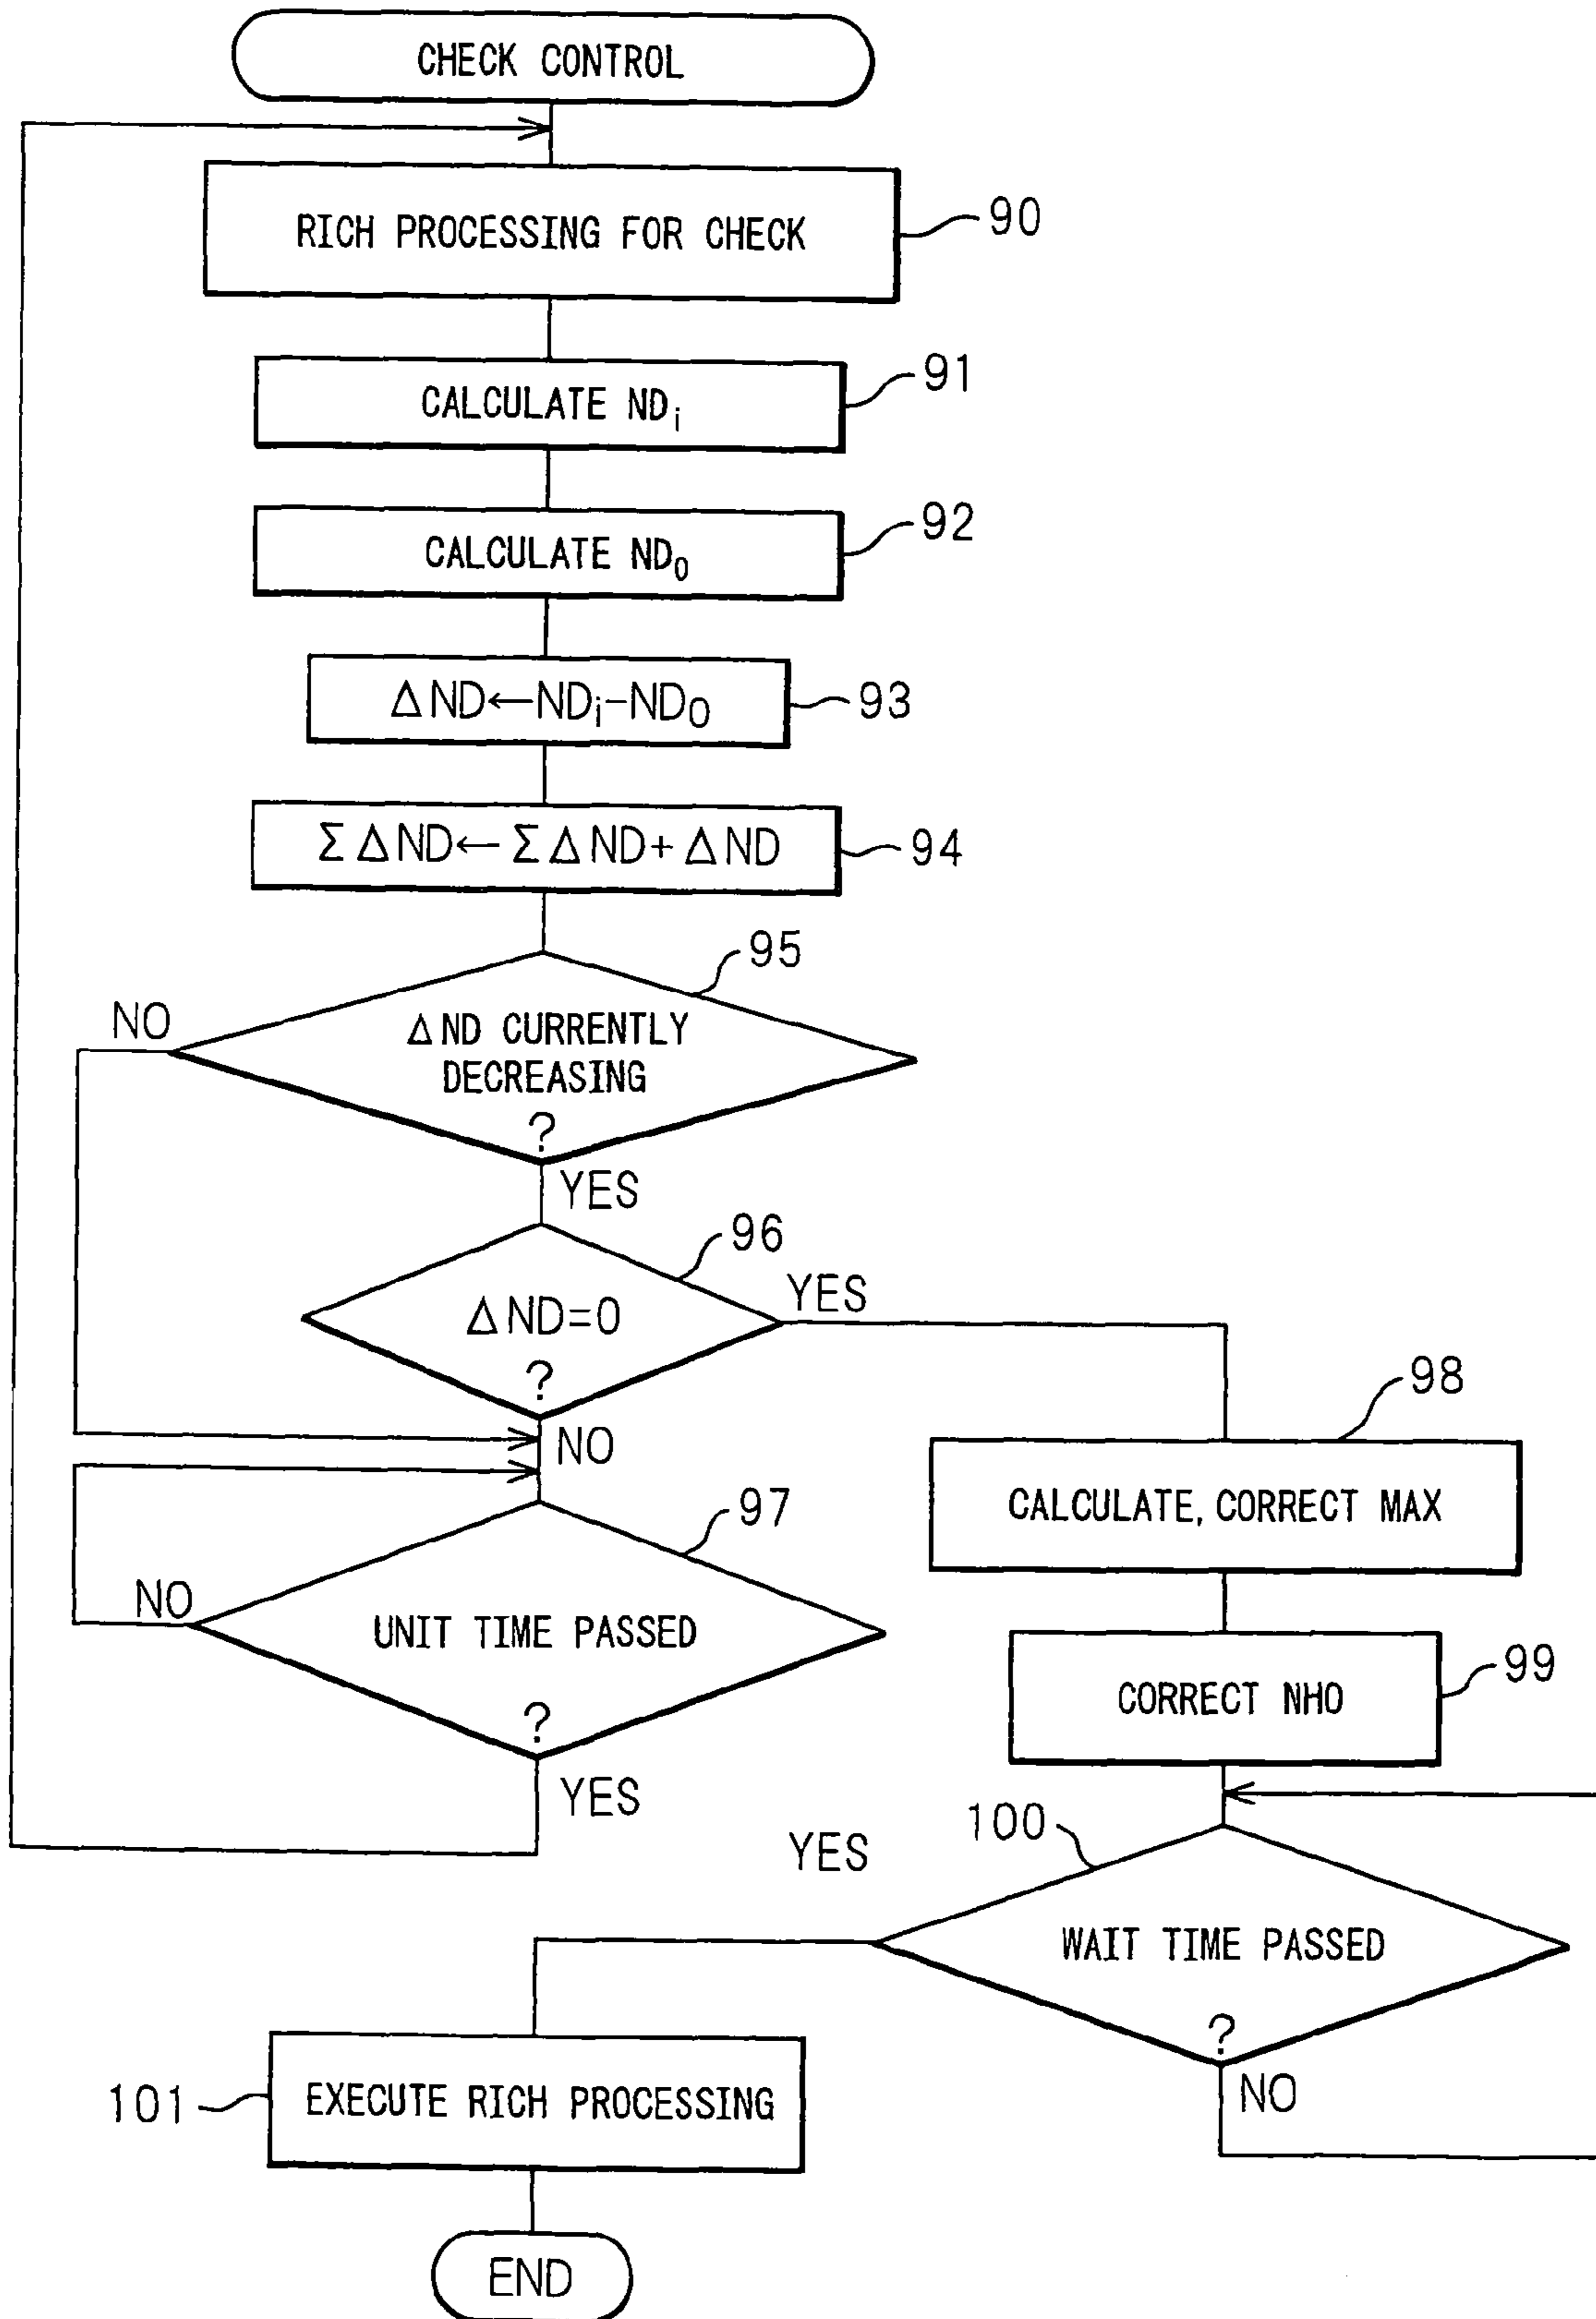 CHECK CONTROL
RICH PROCESSING FOR CHECK
90
CALCULATE NDi
91
CALCULATE ND0
92
ΔND←NDi-ND0
93
ΣΔND←ΣΔND+ΔND
94
95
NO
ΔND CURRENTLY
DECREASING
?
YES
96
ΔND=0
?
YES
NO
98
CALCULATE, CORRECT MAX
97
NO
UNIT TIME PASSED
?
YES
CORRECT NHO
99
100
YES
WAIT TIME PASSED
?
NO
101
EXECUTE RICH PROCESSING
END